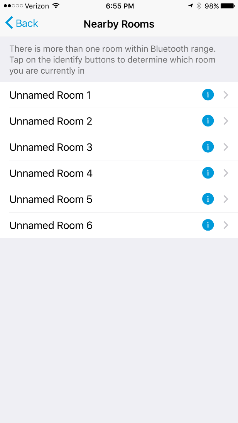 Verizon 6:55 PM 98%
Back Nearby Rooms
There is more than one room within Bluetooth range.
Tap on the identify buttons to determine which room
you are currently in
Unnamed Room 1
Unnamed Room 2
Unnamed Room 3
Unnamed Room 4
Unnamed Room 5
Unnamed Room 6